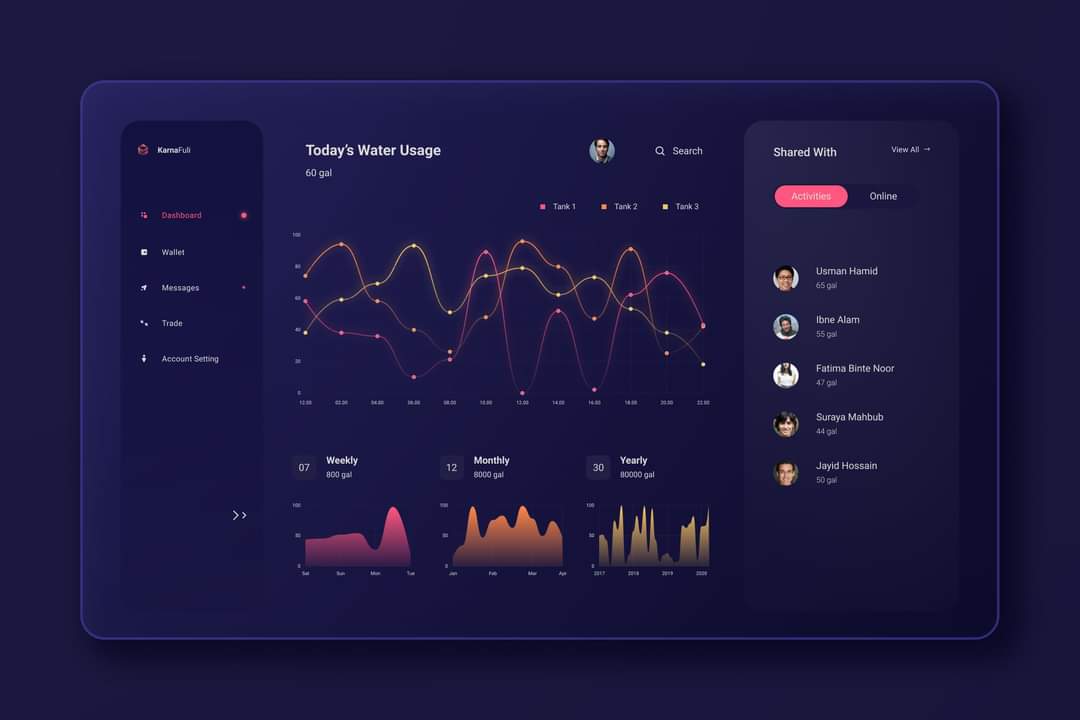 KarnaFuli
Dashboard
Wallet
Messages
Trade
Account Setting
>>
Today's Water Usage
60 gal
Search
Tank 1 Tank 2 Tank 3
100
80
60
40
20
0
12.00 02.00 04.00 06.00 08.00 10.00 12.00 14.00 16.00 18.00 20.00 22.00
07
Weekly
800 gal
100
50
0
Sat Sun Mon Tue
12
Monthly
8000 gal
100
50
0
Jan Feb Mar Apr
30
Yearly
80000 gal
100
50
0
2017 2018 2019 2020
Shared With
View All →
Activities Online
Usman Hamid
65 gal
Ibne Alam
55 gal
Fatima Binte Noor
47 gal
Suraya Mahbub
44 gal
Jayid Hossain
50 gal